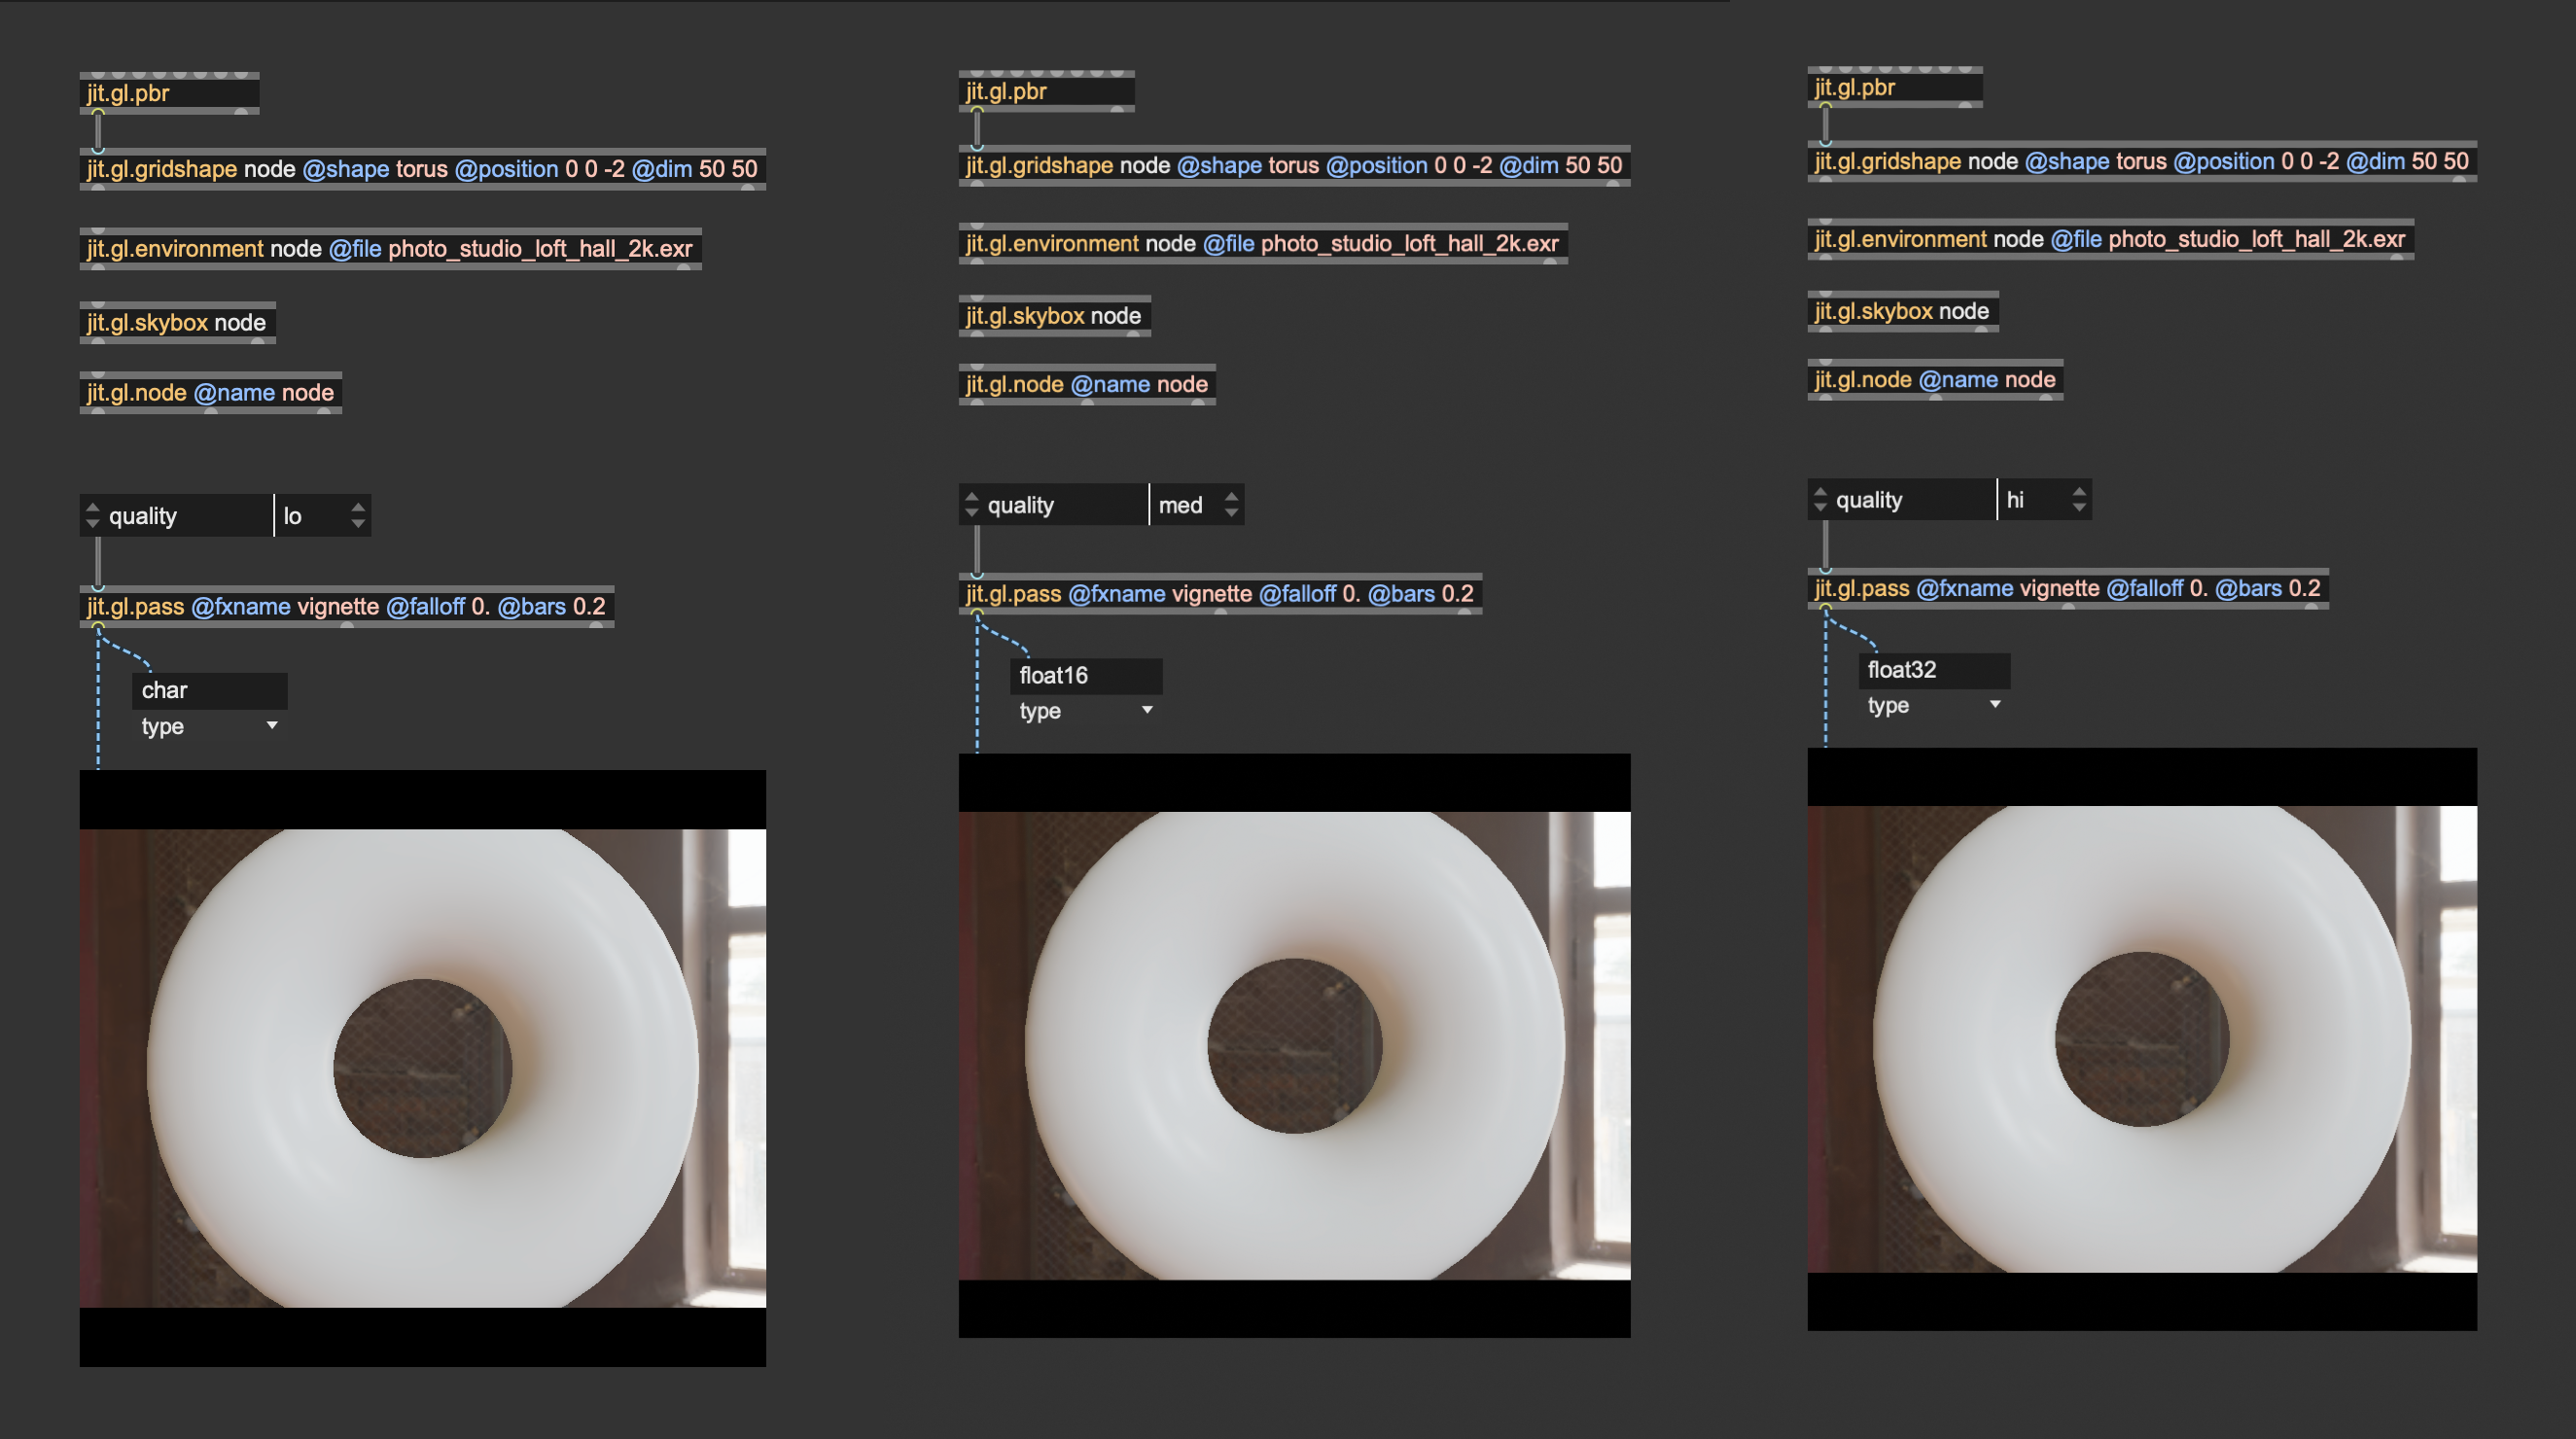 jit.gl.pbr
jit.gl.gridshape node @shape torus @position 0 0 -2 @dim 50 50
jit.gl.environment node @file photo_studio_loft_hall_2k.exr
jit.gl.skybox node
jit.gl.node @name node
quality lo
jit.gl.pass @fxname vignette @falloff 0. @bars 0.2
char
type
jit.gl.pbr
jit.gl.gridshape node @shape torus @position 0 0 -2 @dim 50 50
jit.gl.environment node @file photo_studio_loft_hall_2k.exr
jit.gl.skybox node
jit.gl.node @name node
quality med
jit.gl.pass @fxname vignette @falloff 0. @bars 0.2
float16
type
jit.gl.pbr
jit.gl.gridshape node @shape torus @position 0 0 -2 @dim 50 50
jit.gl.environment node @file photo_studio_loft_hall_2k.exr
jit.gl.skybox node
jit.gl.node @name node
quality hi
jit.gl.pass @fxname vignette @falloff 0. @bars 0.2
float32
type